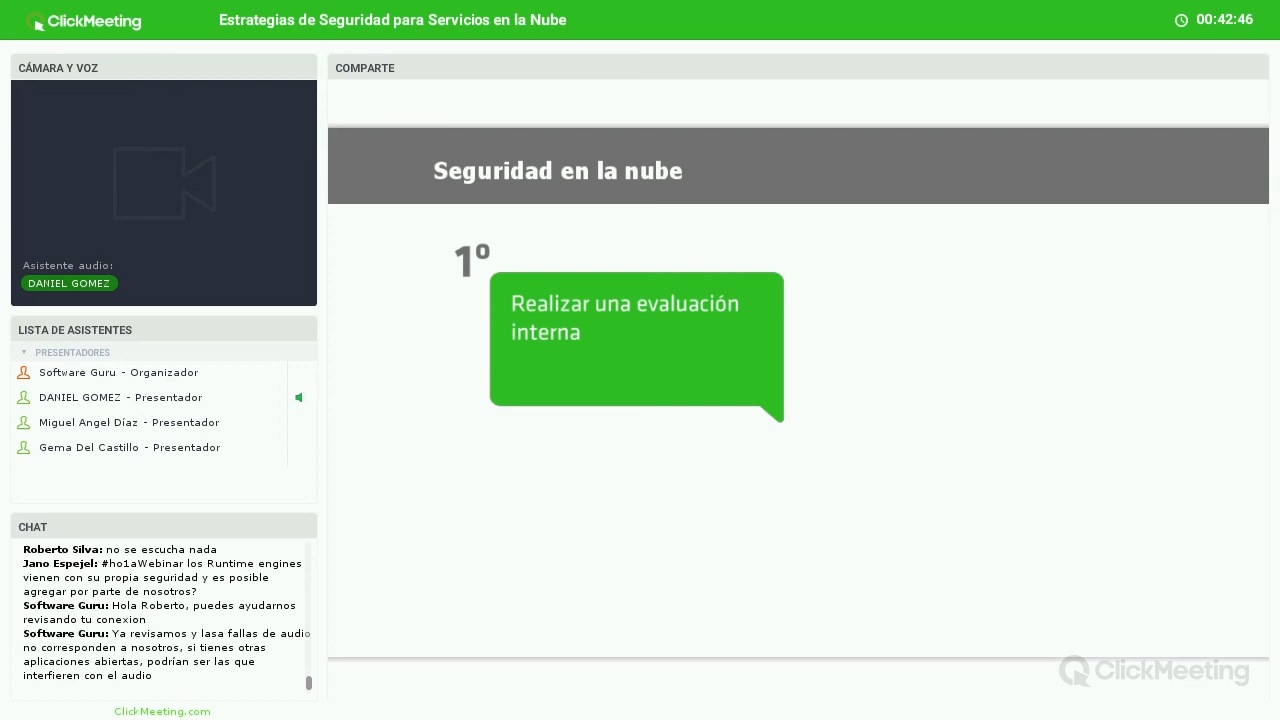 ClickMeeting
Estrategias de Seguridad para Servicios en la Nube
00:42:46
CÁMARA Y VOZ
Asistente audio:
DANIEL GOMEZ
LISTA DE ASISTENTES
PRESENTADORES
Software Guru - Organizador
DANIEL GOMEZ - Presentador
Miguel Angel Díaz - Presentador
Gema Del Castillo - Presentador
CHAT
Roberto Silva: no se escucha nada
Jano Espejel: #ho1aWebinar los Runtime engines
vienen con su propia seguridad y es posible
agregar por parte de nosotros?
Software Guru: Hola Roberto, puedes ayudarnos
revisando tu conexion
Software Guru: Ya revisamos y lasa fallas de audio
no corresponden a nosotros, si tienes otras
aplicaciones abiertas, podrían ser las que
interfieren con el audio
ClickMeeting.com
COMPARTE
Seguridad en la nube
1º
Realizar una evaluación
interna
ClickMeeting